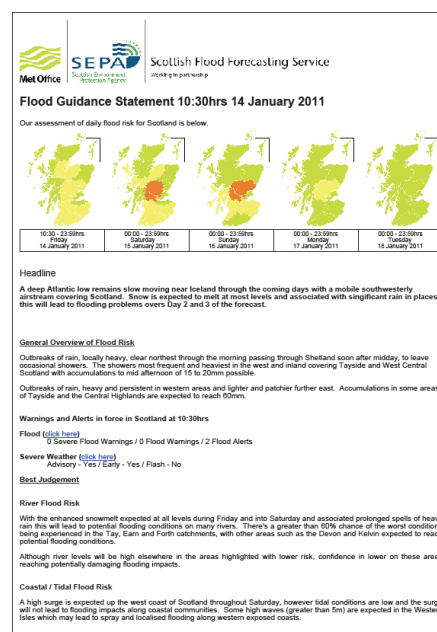 Met Office
SEPA
Scottish Environment
Protection Agency
Scottish Flood Forecasting Service
Working in partnership
Flood Guidance Statement 10:30hrs 14 January 2011
Our assessment of daily flood risk for Scotland is below.
10:30 - 23:59hrs
Friday
14 January 2011
00:00 - 23:59hrs
Saturday
15 January 2011
00:00 - 23:59hrs
Sunday
16 January 2011
00:00 - 23:59hrs
Monday
17 January 2011
00:00 - 23:59hrs
Tuesday
18 January 2011
Headline
A deep Atlantic low remains slow moving near Iceland through the coming days with a mobile southwesterly
airstream covering Scotland. Snow is expected to melt at most levels and associated with singificant rain in places
this will lead to flooding problems overs Day 2 and 3 of the forecast.
General Overview of Flood Risk
Outbreaks of rain, locally heavy, clear northest through the morning passing through Shetland soon after midday, to leave
occasional showers. The showers most frequent and heaviest in the west and inland covering Tayside and West Central
Scotland with accumulations to mid afternoon of 15 to 20mm possible.
Outbreaks of rain, heavy and persistent in western areas and lighter and patchier further east. Accumulations in some areas
of Tayside and the Central Highlands are expected to reach 60mm.
Warnings and Alerts in force in Scotland at 10:30hrs
Flood (click here)
0 Severe Flood Warnings / 0 Flood Warnings / 2 Flood Alerts
Severe Weather (click here)
Advisory - Yes / Early - Yes / Flash - No
Best Judgement
River Flood Risk
With the enhanced snowmelt expected at all levels during Friday and into Saturday and associated prolonged spells of heav
rain this will lead to potential flooding conditions on many rivers. There's a greater than 60% chance of the worst condition
being experienced in the Tay, Earn and Forth catchments, with other areas such as the Devon and Kelvin expected to reac
potential flooding conditions.
Although river levels will be high elsewhere in the areas highlighted with lower risk, confidence in lower on these area
reaching potentially damaging flooding impacts.
Coastal / Tidal Flood Risk
A high surge is expected up the west coast of Scotland throughout Saturday, however tidal conditions are low and the surg
will not lead to flooding impacts along coastal communities. Some high waves (greater than 5m) are expected in the Wester
Isles which may lead to spray and localised flooding along western exposed coasts.